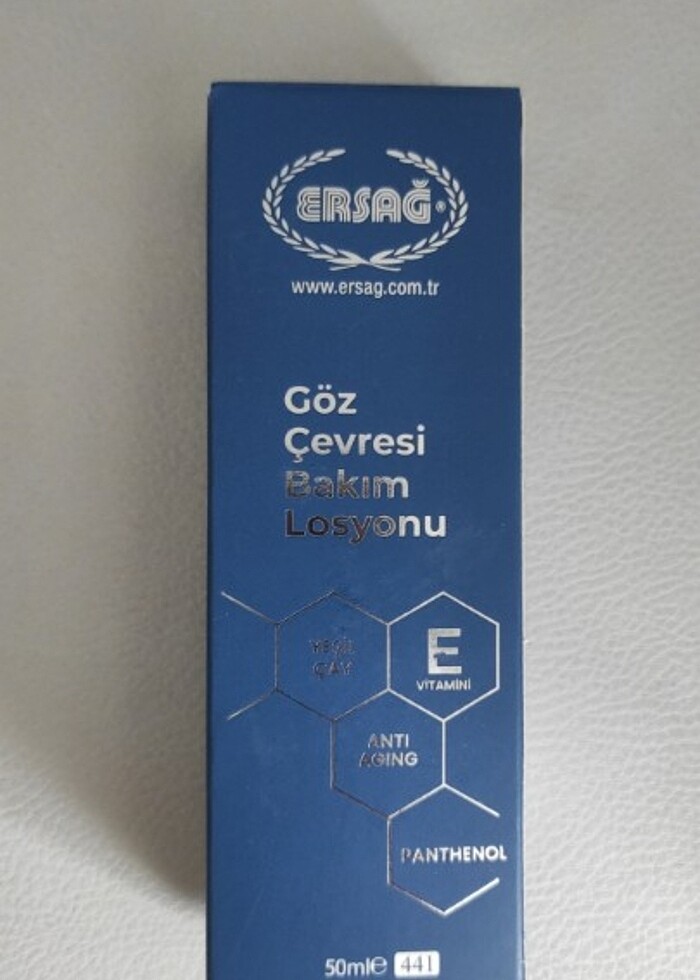 ERSAĞ®
www.ersag.com.tr
Göz
Çevresi
Bakım
Losyonu
YEŞİL
ÇAY
E
VİTAMİNİ
ANTI
AGING
PANTHENOL
50ml℮ 441